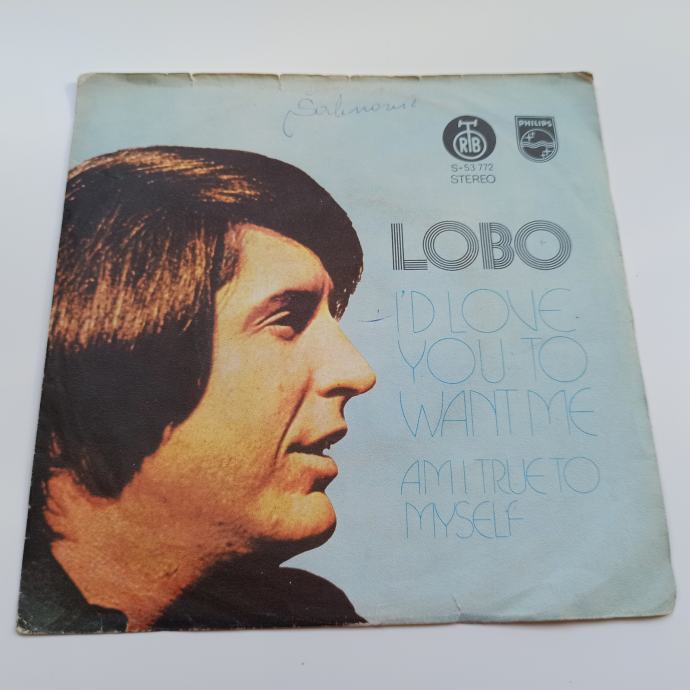 RTB
PHILIPS
S-53 772
STEREO
LOBO
I'D LOVE
YOU TO
WANT ME
AM I TRUE TO
MYSELF